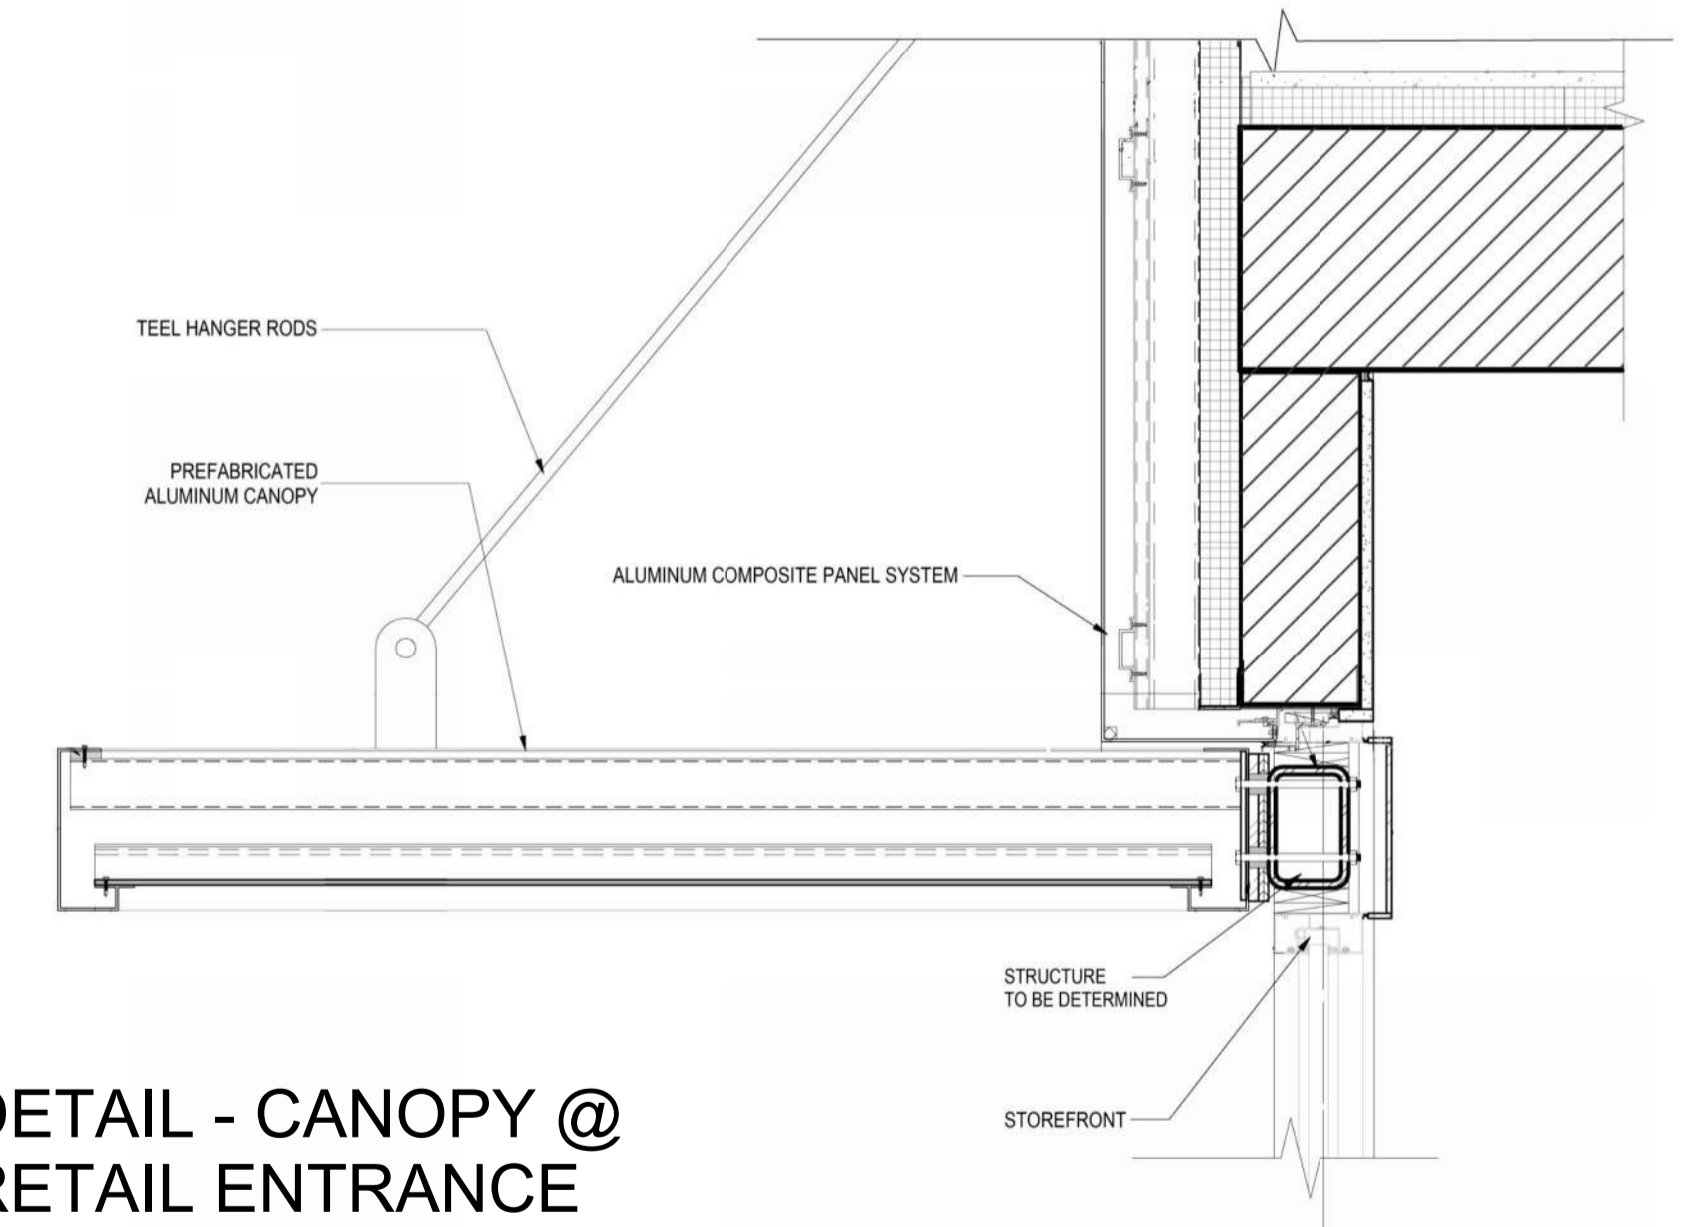 TEEL HANGER RODS
PREFABRICATED
ALUMINUM CANOPY
ALUMINUM COMPOSITE PANEL SYSTEM
STRUCTURE
TO BE DETERMINED
STOREFRONT
DETAIL - CANOPY @
RETAIL ENTRANCE